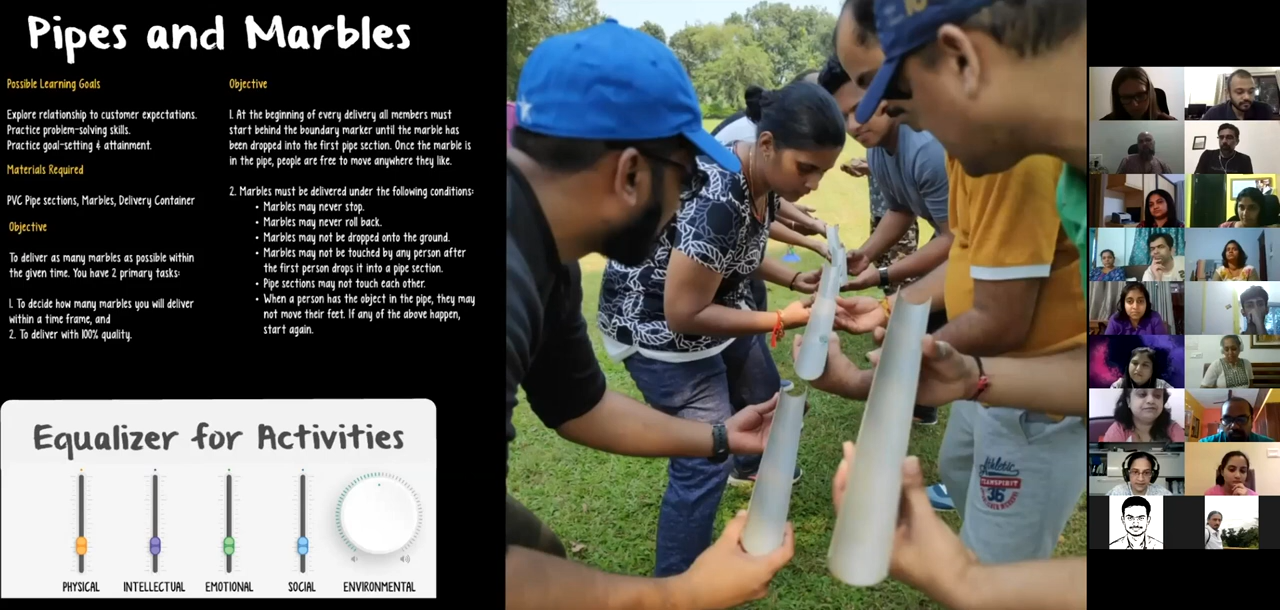 Pipes and Marbles
Possible Learning Goals
Explore relationship to customer expectations.
Practice problem-solving skills.
Practice goal-setting & attainment.
Materials Required
PVC Pipe sections, Marbles, Delivery Container
Objective
To deliver as many marbles as possible within
the given time. You have 2 primary tasks:
1. To decide how many marbles you will deliver
within a time frame, and
2. To deliver with 100% quality.
Objective
1. At the beginning of every delivery all members must
start behind the boundary marker until the marble has
been dropped into the first pipe section. Once the marble is
in the pipe, people are free to move anywhere they like.
2. Marbles must be delivered under the following conditions:
• Marbles may never stop.
• Marbles may never roll back.
• Marbles may not be dropped onto the ground.
• Marbles may not be touched by any person after
the first person drops it into a pipe section.
• Pipe sections may not touch each other.
• When a person has the object in the pipe, they may
not move their feet. If any of the above happen,
start again.
Equalizer for Activities
PHYSICAL INTELLECTUAL EMOTIONAL SOCIAL ENVIRONMENTAL
Athletic
TRANSPIRIT
36